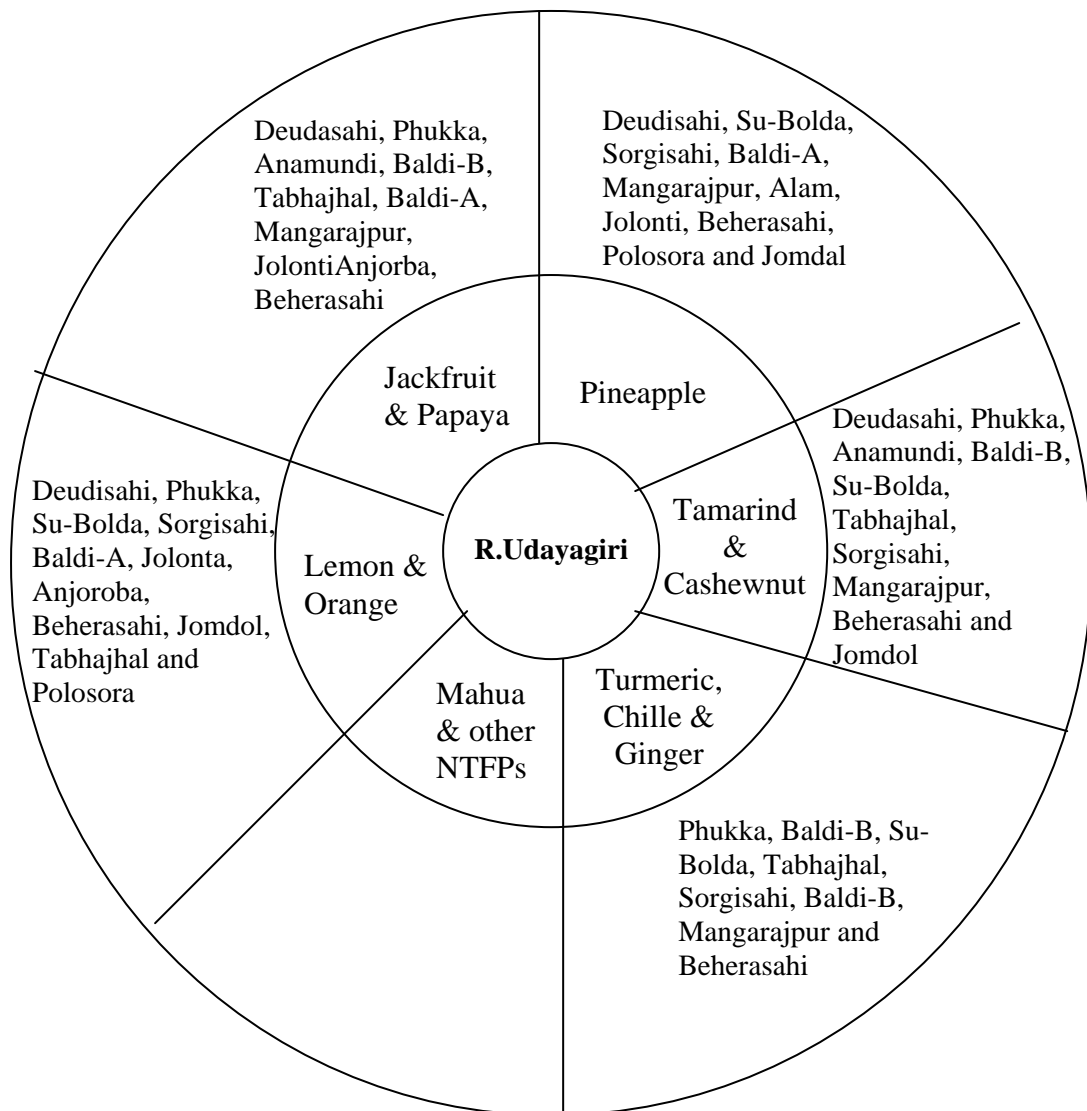 Deudasahi, Phukka,
Anamundi, Baldi-B,
Tabhajhal, Baldi-A,
Mangarajpur,
JolontiAnjorba,
Beherasahi
Deudisahi, Su-Bolda,
Sorgisahi, Baldi-A,
Mangarajpur, Alam,
Jolonti, Beherasahi,
Polosora and Jomdal
Jackfruit
& Papaya
Pineapple
Deudasahi, Phukka,
Anamundi, Baldi-B,
Su-Bolda,
Tabhajhal,
Sorgisahi,
Mangarajpur,
Beherasahi and
Jomdol
Deudisahi, Phukka,
Su-Bolda, Sorgisahi,
Baldi-A, Jolonta,
Anjoroba,
Beherasahi, Jomdol,
Tabhajhal and
Polosora
Lemon &
Orange
R.Udayagiri
Tamarind
&
Cashewnut
Mahua
& other
NTFPs
Turmeric,
Chille &
Ginger
Phukka, Baldi-B, Su-
Bolda, Tabhajhal,
Sorgisahi, Baldi-B,
Mangarajpur and
Beherasahi